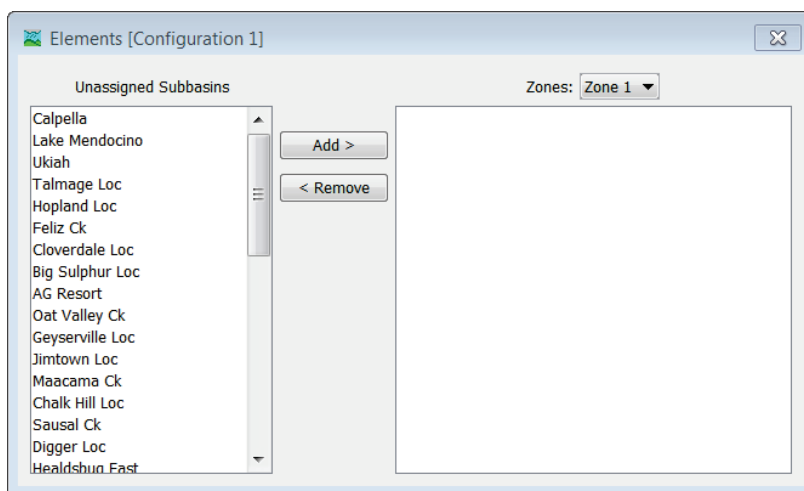 Elements [Configuration 1]
Unassigned Subbasins
Zones: Zone 1
Calpella
Lake Mendocino
Ukiah
Talmage Loc
Hopland Loc
Feliz Ck
Cloverdale Loc
Big Sulphur Loc
AG Resort
Oat Valley Ck
Geyserville Loc
Jimtown Loc
Maacama Ck
Chalk Hill Loc
Sausal Ck
Digger Loc
Healdsbug East
Add >
< Remove